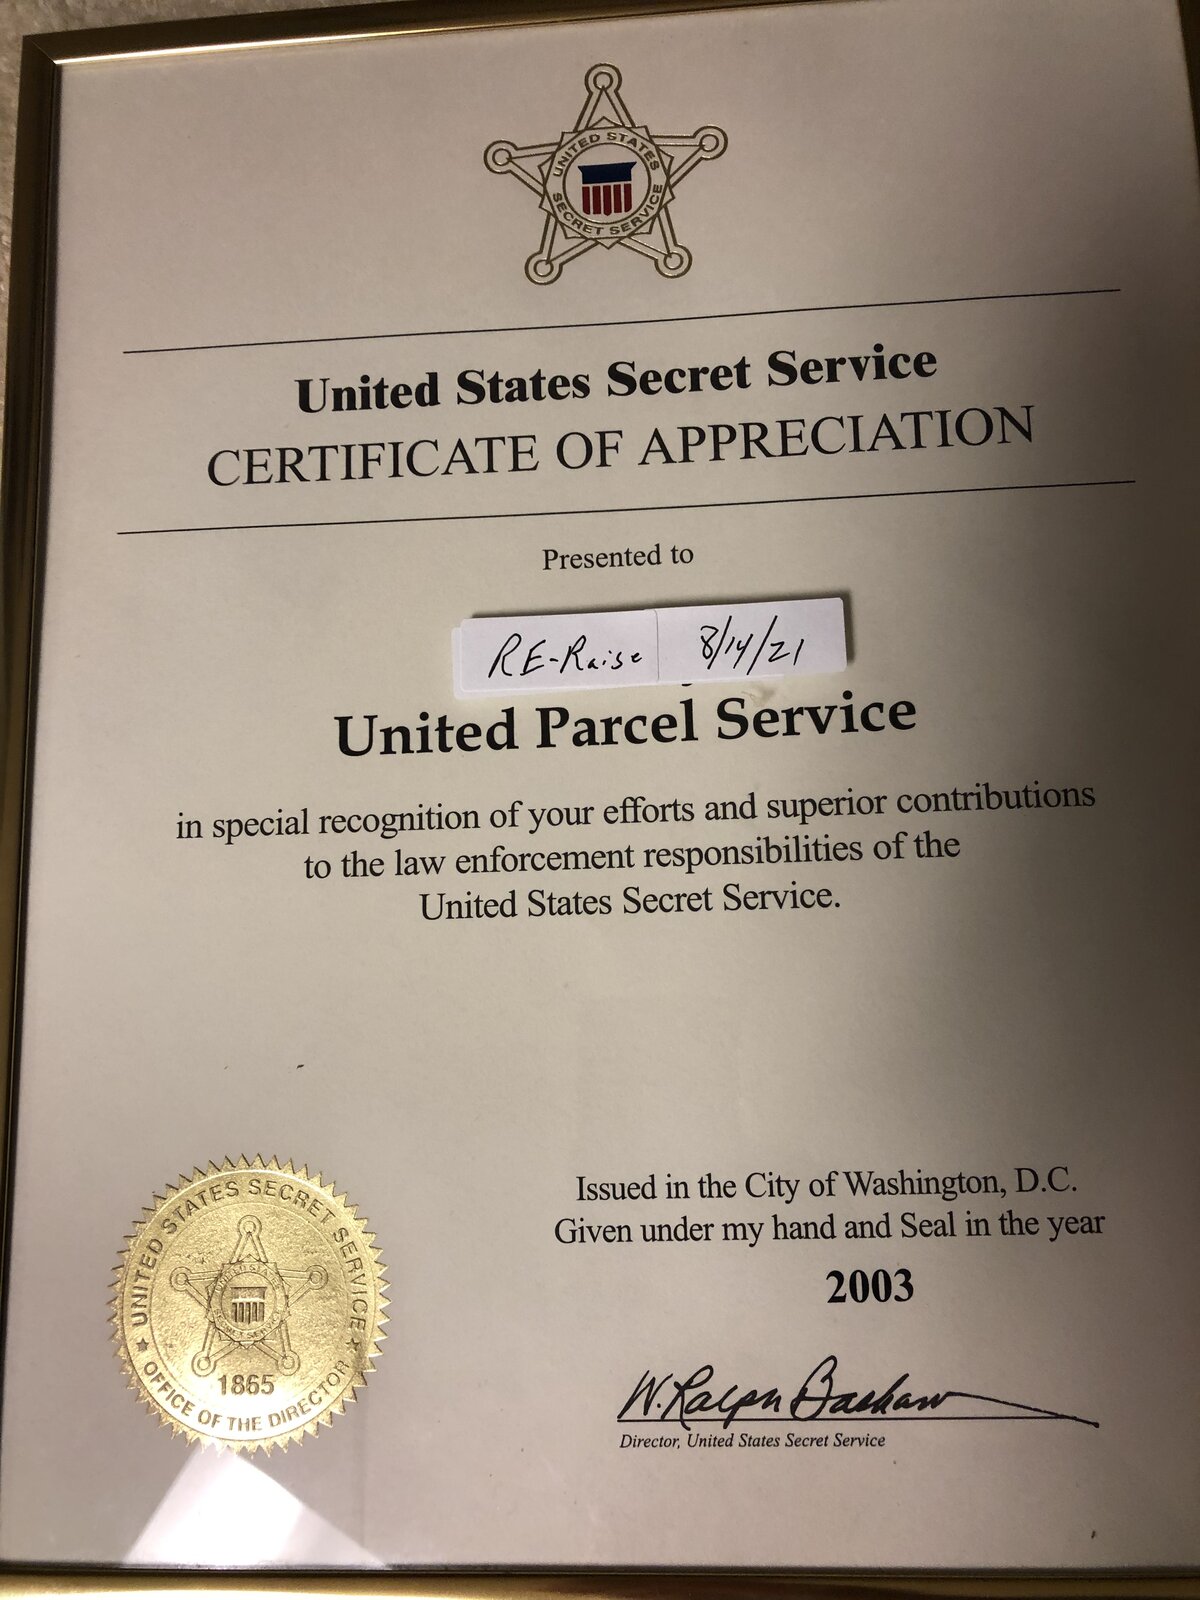 UNITED STATES
SECRET SERVICE
United States Secret Service
CERTIFICATE OF APPRECIATION
Presented to
RE-Raise 8/14/21
United Parcel Service
in special recognition of your efforts and superior contributions
to the law enforcement responsibilities of the
United States Secret Service.
Issued in the City of Washington, D.C.
Given under my hand and Seal in the year
2003
W. Ralph Basham
Director, United States Secret Service
UNITED STATES SECRET SERVICE
1865
OFFICE OF THE DIRECTOR